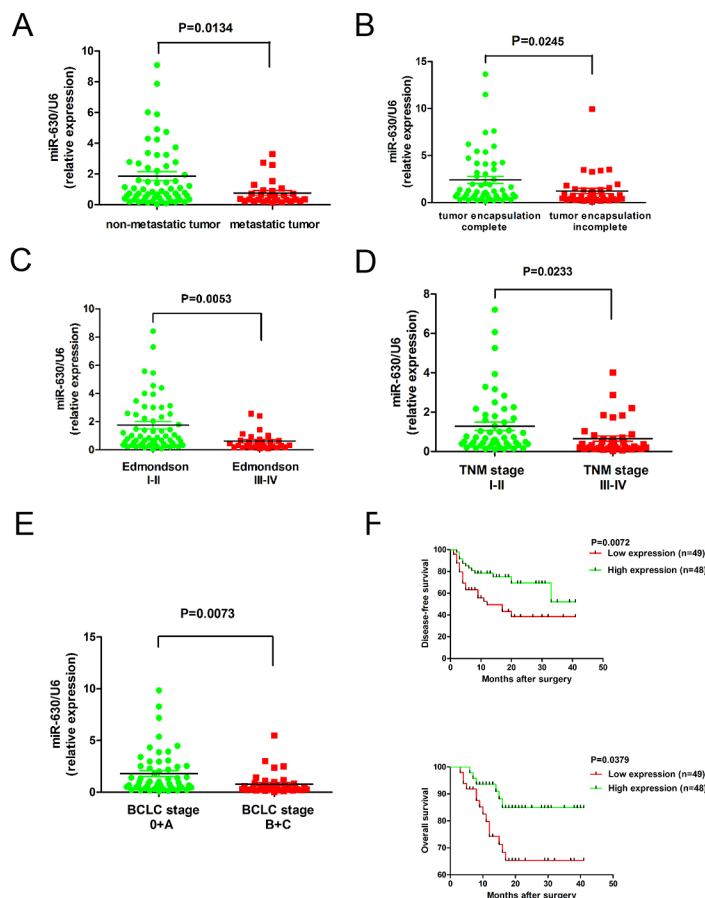 A
P=0.0134
miR-630/U6
(relative expression)
10
8
6
4
2
0
non-metastatic tumor
metastatic tumor
B
P=0.0245
miR-630/U6
(relative expression)
15
10
5
0
tumor encapsulation
complete
tumor encapsulation
incomplete
C
P=0.0053
miR-630/U6
(relative expression)
10
8
6
4
2
0
Edmondson
I-II
Edmondson
III-IV
D
P=0.0233
miR-630/U6
(relative expression)
8
6
4
2
0
TNM stage
I-II
TNM stage
III-IV
E
P=0.0073
miR-630/U6
(relative expression)
15
10
5
0
BCLC stage
0+A
BCLC stage
B+C
F
P=0.0072
Low expression (n=49)
High expression (n=48)
Disease-free survival
100
80
60
40
20
0
0 10 20 30 40 50
Months after surgery
P=0.0379
Low expression (n=49)
High expression (n=48)
Overall survival
100
90
80
70
60
0 10 20 30 40 50
Months after surgery